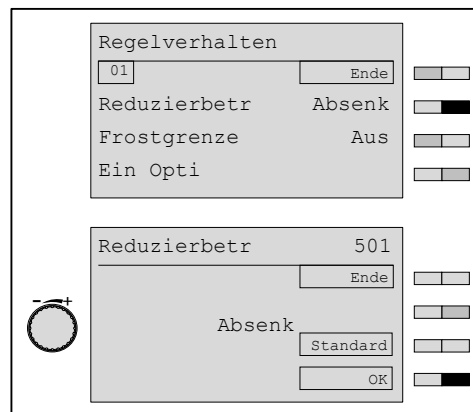 Regelverhalten
01 Ende
Reduzierbetr Absenk
Frostgrenze Aus
Ein Opti
Reduzierbetr 501
Ende
- +
Absenk
Standard
OK